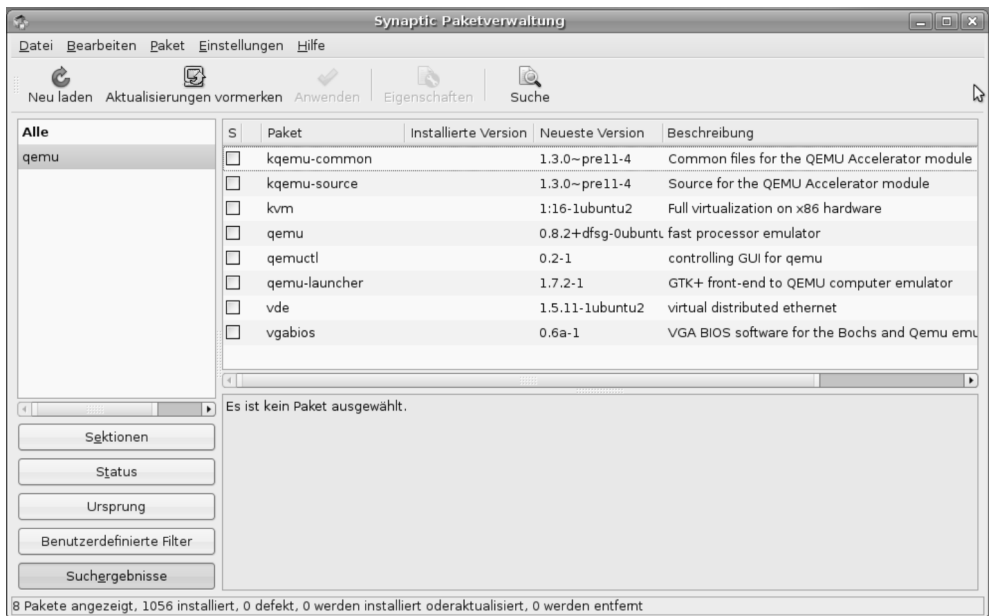 Synaptic Paketverwaltung
Datei Bearbeiten Paket Einstellungen Hilfe
Neu laden Aktualisierungen vormerken Anwenden Eigenschaften Suche
Alle
qemu
S Paket Installierte Version Neueste Version Beschreibung
kqemu-common 1.3.0~pre11-4 Common files for the QEMU Accelerator module
kqemu-source 1.3.0~pre11-4 Source for the QEMU Accelerator module
kvm 1:16-1ubuntu2 Full virtualization on x86 hardware
qemu 0.8.2+dfsg-0ubuntu fast processor emulator
qemuctl 0.2-1 controlling GUI for qemu
qemu-launcher 1.7.2-1 GTK+ front-end to QEMU computer emulator
vde 1.5.11-1ubuntu2 virtual distributed ethernet
vgabios 0.6a-1 VGA BIOS software for the Bochs and Qemu emu
Es ist kein Paket ausgewählt.
Sektionen
Status
Ursprung
Benutzerdefinierte Filter
Suchergebnisse
8 Pakete angezeigt, 1056 installiert, 0 defekt, 0 werden installiert oderaktualisiert, 0 werden entfernt